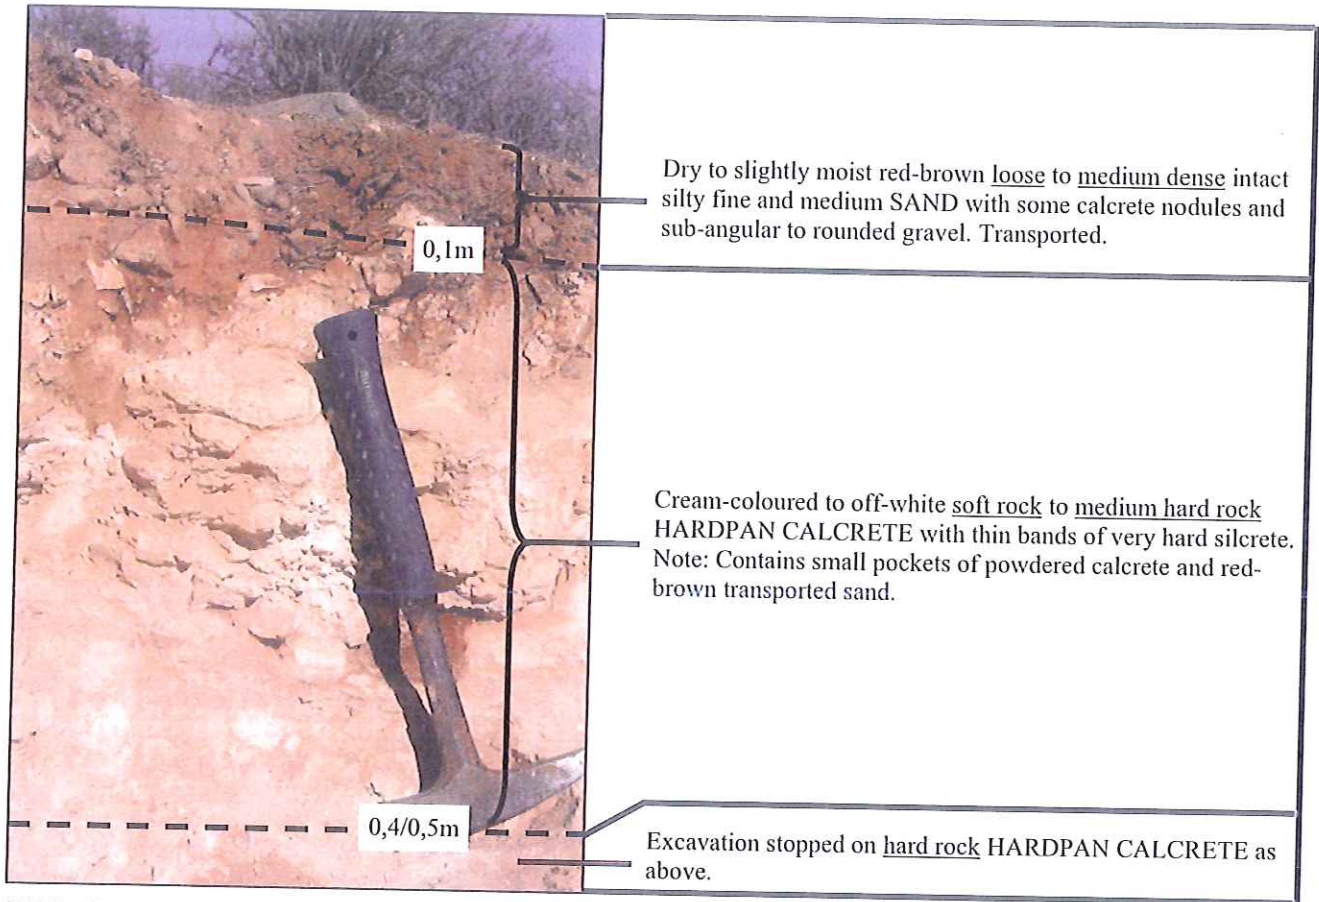 Dry to slightly moist red-brown loose to medium dense intact
silty fine and medium SAND with some calcrete nodules and
sub-angular to rounded gravel. Transported.
0,1m
Cream-coloured to off-white soft rock to medium hard rock
HARDPAN CALCRETE with thin bands of very hard silcrete.
Note: Contains small pockets of powdered calcrete and red-
brown transported sand.
0,4/0,5m
Excavation stopped on hard rock HARDPAN CALCRETE as
above.